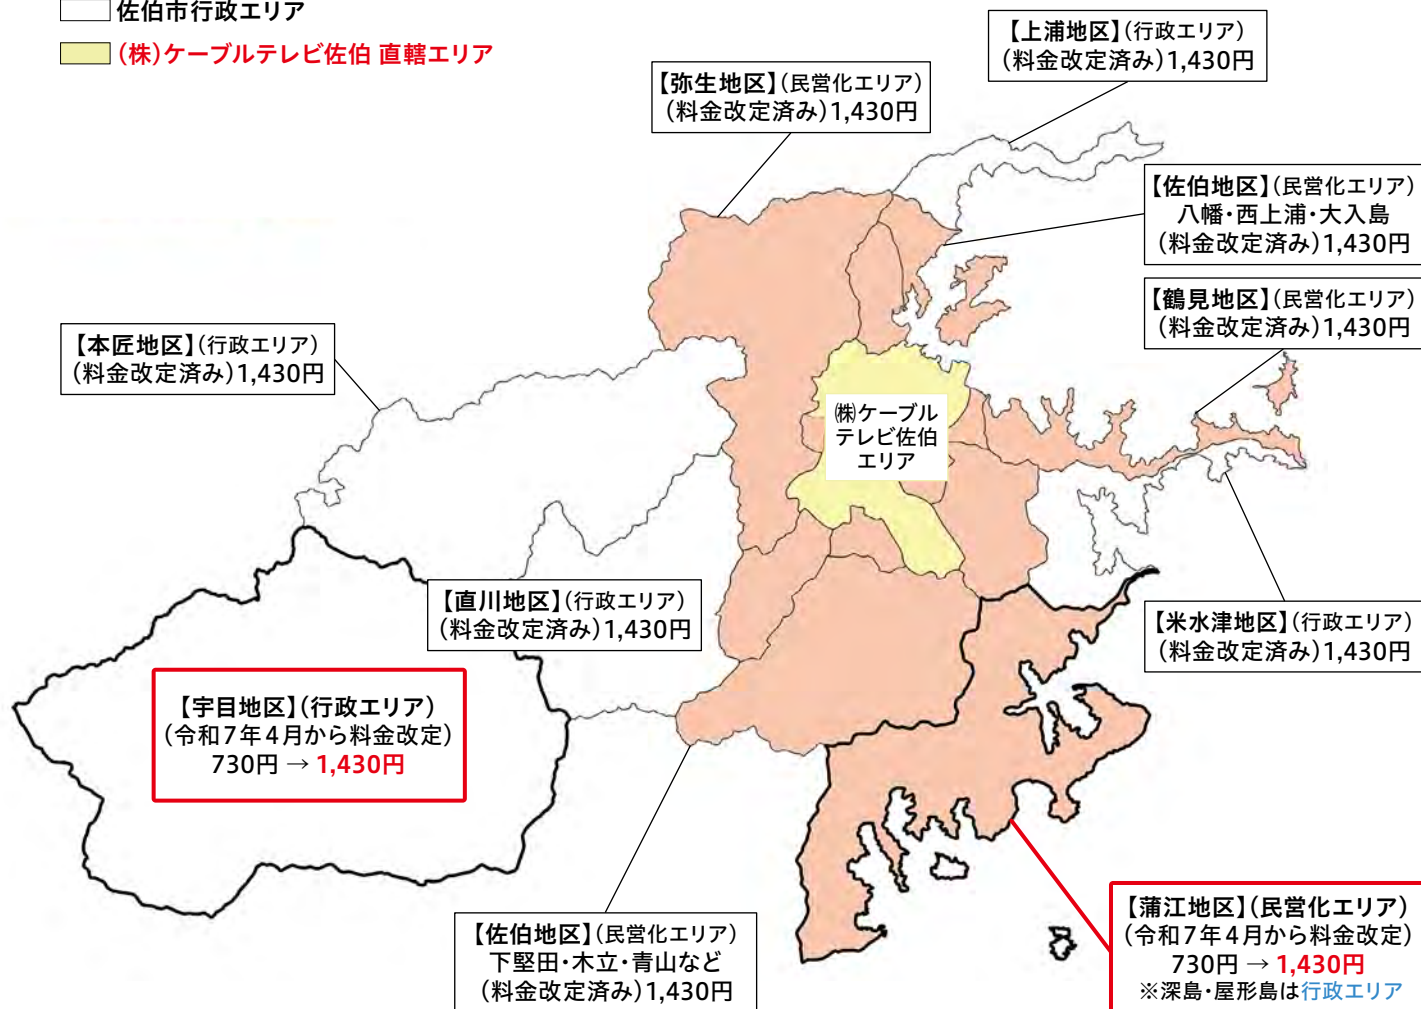 佐伯市行政エリア
(株)ケーブルテレビ佐伯 直轄エリア
【上浦地区】(行政エリア)
(料金改定済み)1,430円
【弥生地区】(民営化エリア)
(料金改定済み)1,430円
【佐伯地区】(民営化エリア)
八幡・西上浦・大入島
(料金改定済み)1,430円
【鶴見地区】(民営化エリア)
(料金改定済み)1,430円
【本匠地区】(行政エリア)
(料金改定済み)1,430円
㈱ケーブル
テレビ佐伯
エリア
【直川地区】(行政エリア)
(料金改定済み)1,430円
【米水津地区】(行政エリア)
(料金改定済み)1,430円
【宇目地区】(行政エリア)
(令和7年4月から料金改定)
730円 → 1,430円
【佐伯地区】(民営化エリア)
下堅田・木立・青山など
(料金改定済み)1,430円
【蒲江地区】(民営化エリア)
(令和7年4月から料金改定)
730円 → 1,430円
※深島・屋形島は行政エリア